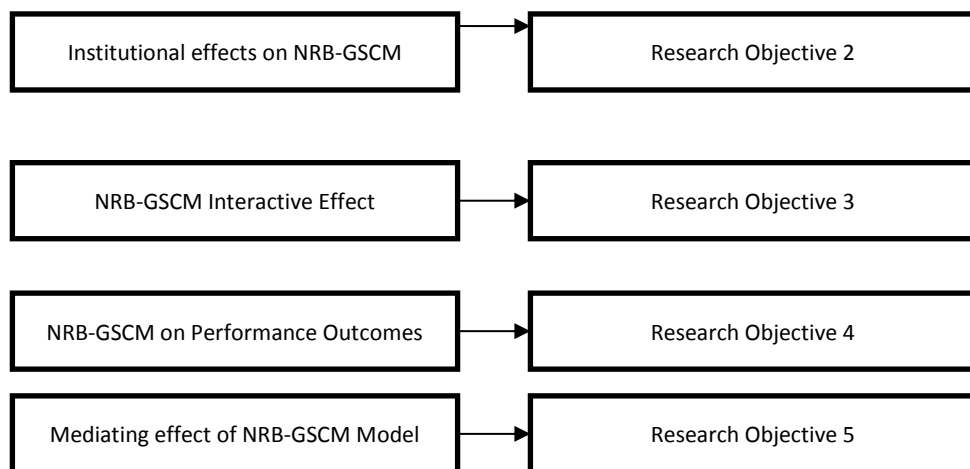 Institutional effects on NRB-GSCM
Research Objective 2
NRB-GSCM Interactive Effect
Research Objective 3
NRB-GSCM on Performance Outcomes
Research Objective 4
Mediating effect of NRB-GSCM Model
Research Objective 5